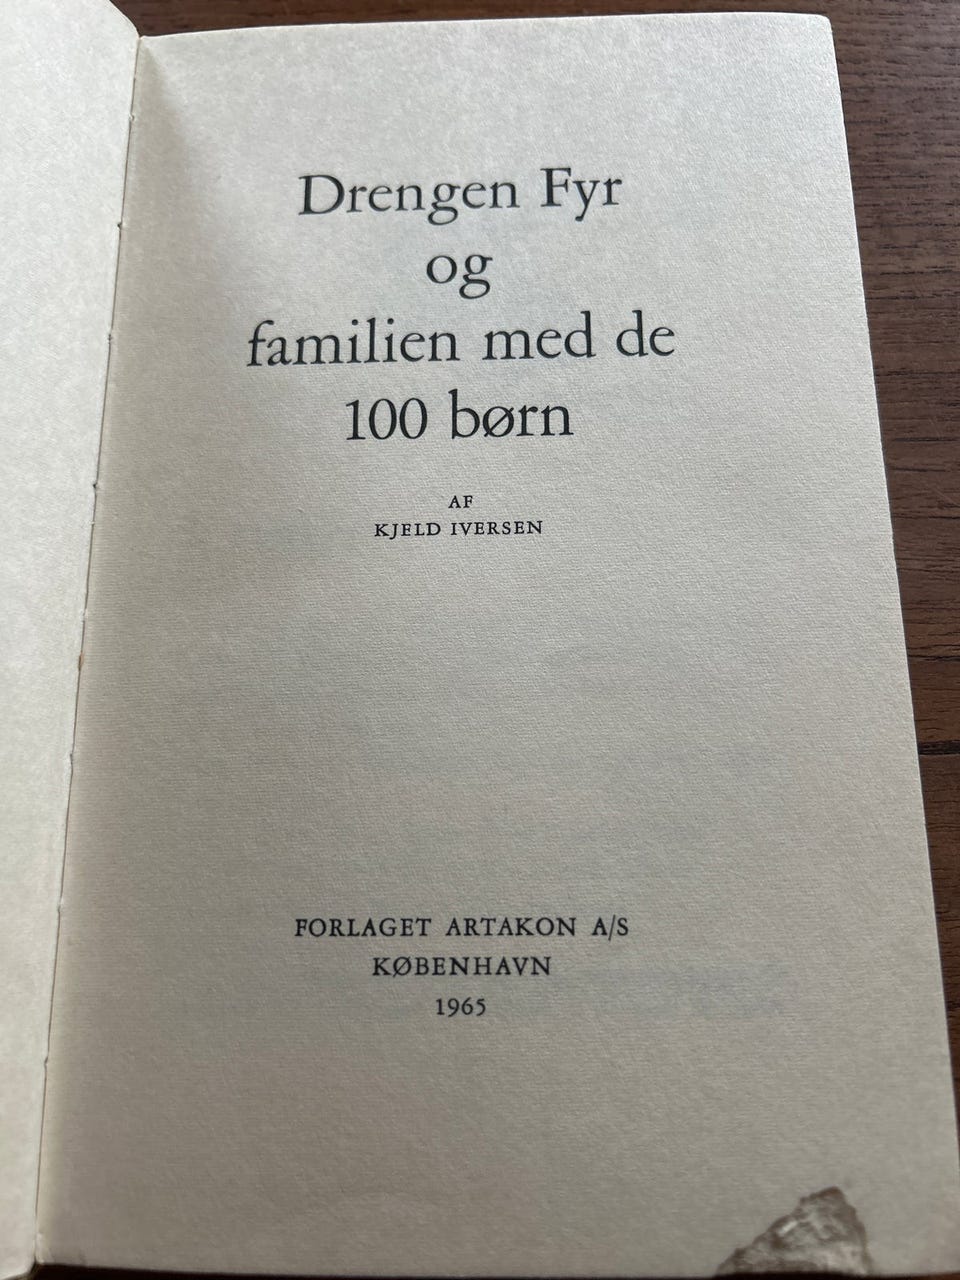 Drengen Fyr
og
familien med de
100 børn
AF
KJELD IVERSEN
FORLAGET ARTAKON A/S
KØBENHAVN
1965